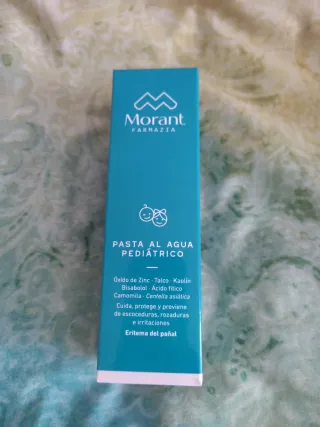 Morant
FARMAZIA
PASTA AL AGUA
PEDIÁTRICO
Óxido de Zinc · Talco · Kaolín
Bisabolol · Ácido fítico
Camomila · Centella asiática
Cuida, protege y previene
de escoceduras, rozaduras
e irritaciones
Eritema del pañal